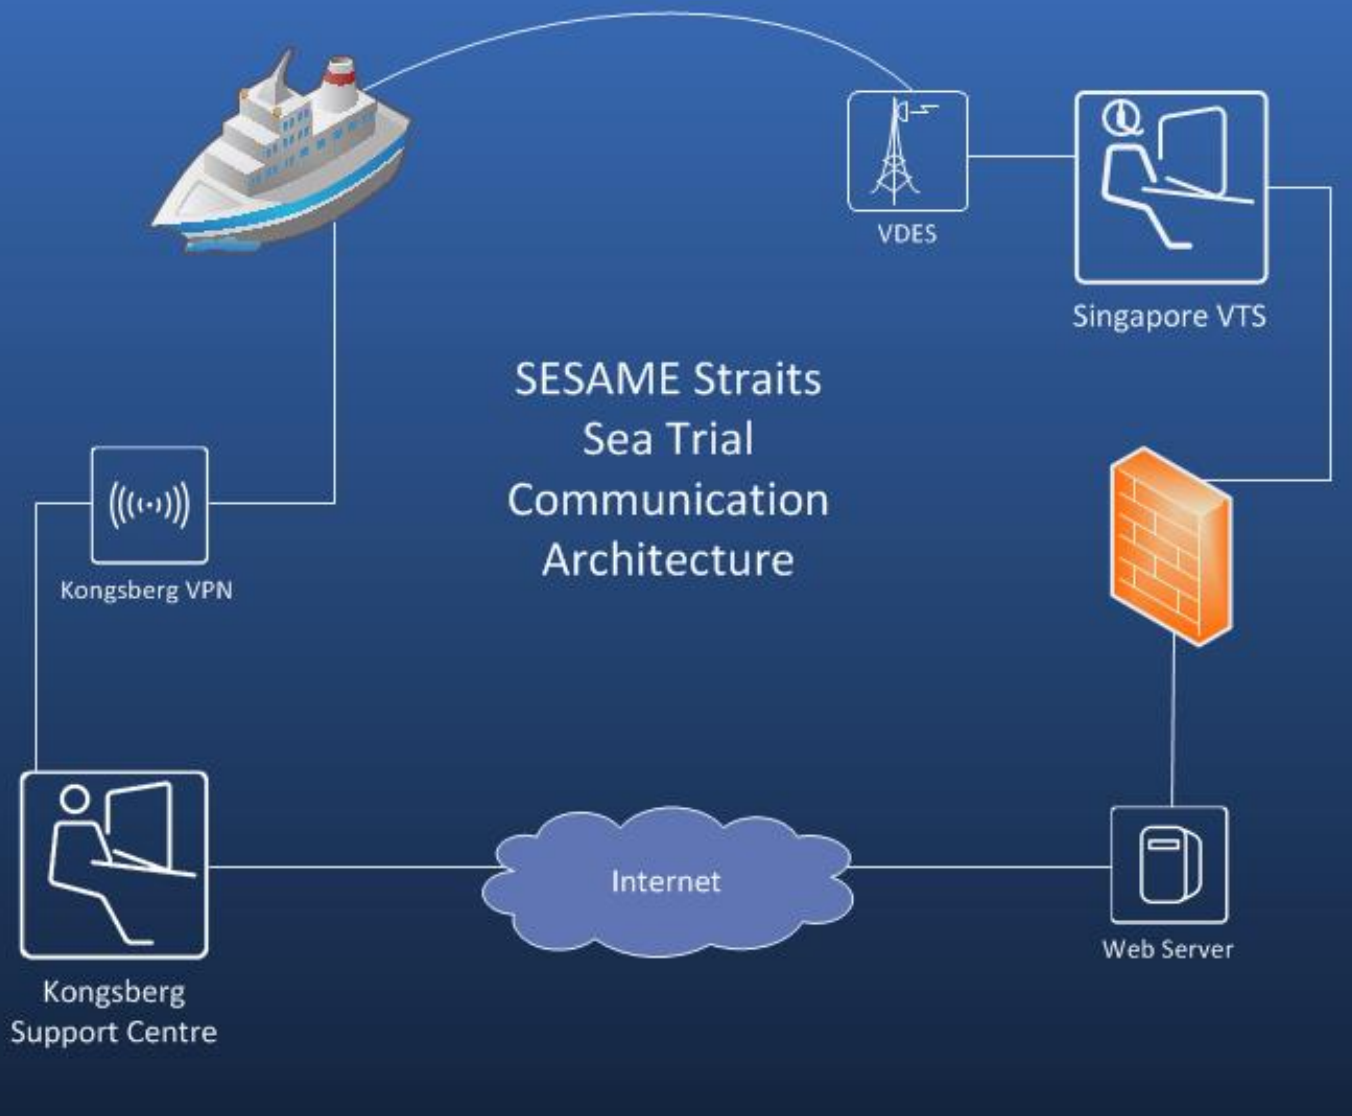 VDES
Singapore VTS
SESAME Straits
Sea Trial
Communication
Architecture
Kongsberg VPN
Internet
Web Server
Kongsberg
Support Centre